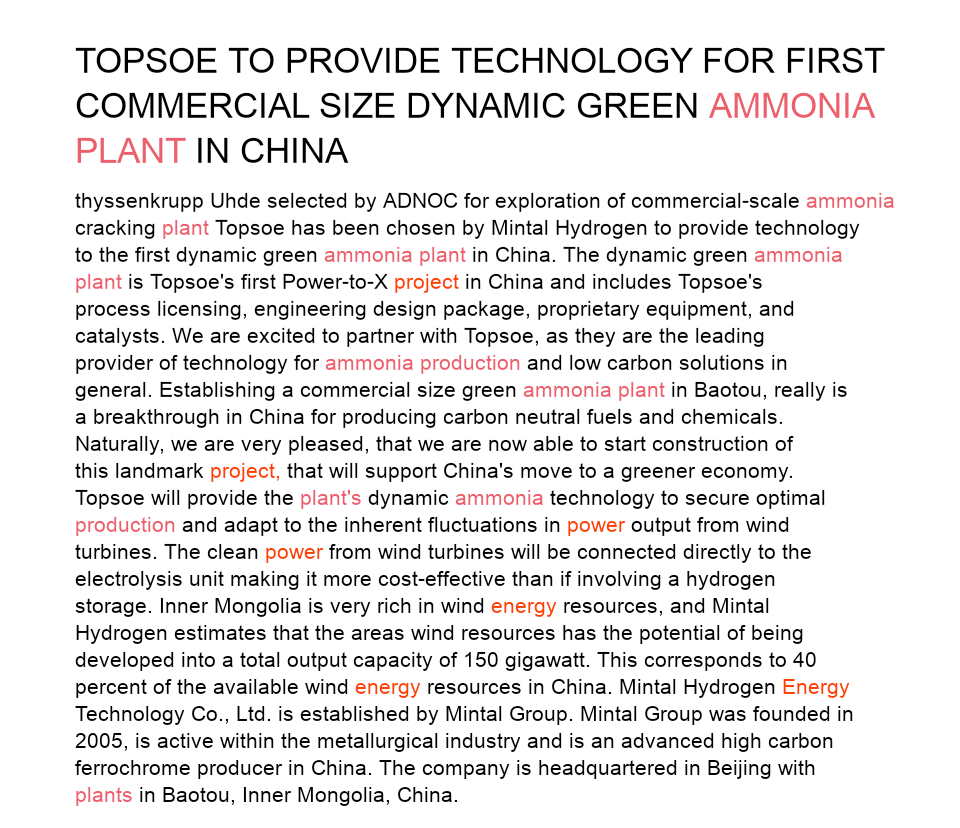 TOPSOE TO PROVIDE TECHNOLOGY FOR FIRST
COMMERCIAL SIZE DYNAMIC GREEN AMMONIA
PLANT IN CHINA
thyssenkrupp Uhde selected by ADNOC for exploration of commercial-scale ammonia
cracking plant Topsoe has been chosen by Mintal Hydrogen to provide technology
to the first dynamic green ammonia plant in China. The dynamic green ammonia
plant is Topsoe's first Power-to-X project in China and includes Topsoe's
process licensing, engineering design package, proprietary equipment, and
catalysts. We are excited to partner with Topsoe, as they are the leading
provider of technology for ammonia production and low carbon solutions in
general. Establishing a commercial size green ammonia plant in Baotou, really is
a breakthrough in China for producing carbon neutral fuels and chemicals.
Naturally, we are very pleased, that we are now able to start construction of
this landmark project, that will support China's move to a greener economy.
Topsoe will provide the plant's dynamic ammonia technology to secure optimal
production and adapt to the inherent fluctuations in power output from wind
turbines. The clean power from wind turbines will be connected directly to the
electrolysis unit making it more cost-effective than if involving a hydrogen
storage. Inner Mongolia is very rich in wind energy resources, and Mintal
Hydrogen estimates that the areas wind resources has the potential of being
developed into a total output capacity of 150 gigawatt. This corresponds to 40
percent of the available wind energy resources in China. Mintal Hydrogen Energy
Technology Co., Ltd. is established by Mintal Group. Mintal Group was founded in
2005, is active within the metallurgical industry and is an advanced high carbon
ferrochrome producer in China. The company is headquartered in Beijing with
plants in Baotou, Inner Mongolia, China.